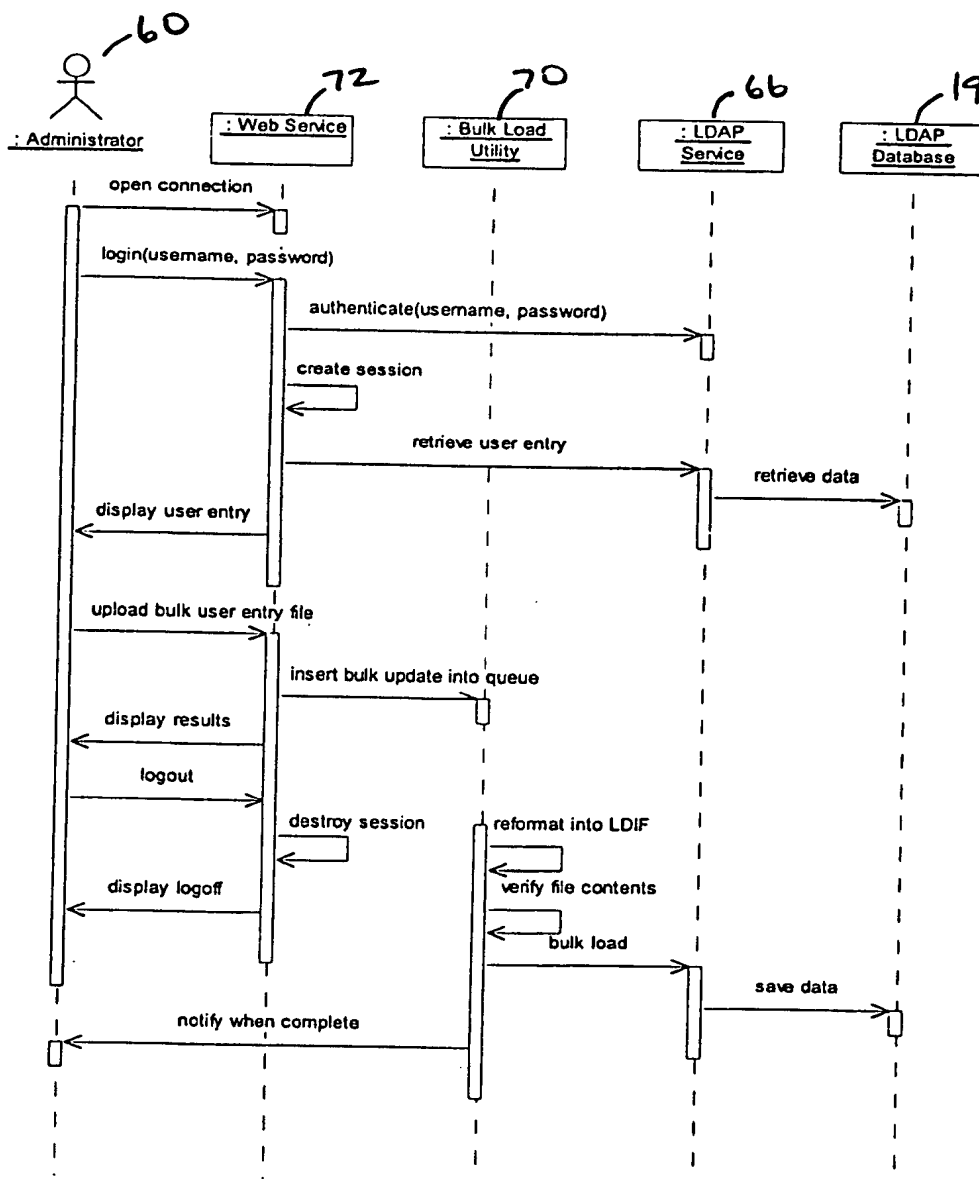 60
72
70
66
19
: Administrator
: Web Service
: Bulk Load
Utility
: LDAP
Service
: LDAP
Database
open connection
login(username, password)
authenticate(username, password)
create session
retrieve user entry
retrieve data
display user entry
upload bulk user entry file
insert bulk update into queue
display results
logout
destroy session
reformat into LDIF
verify file contents
display logoff
bulk load
save data
notify when complete